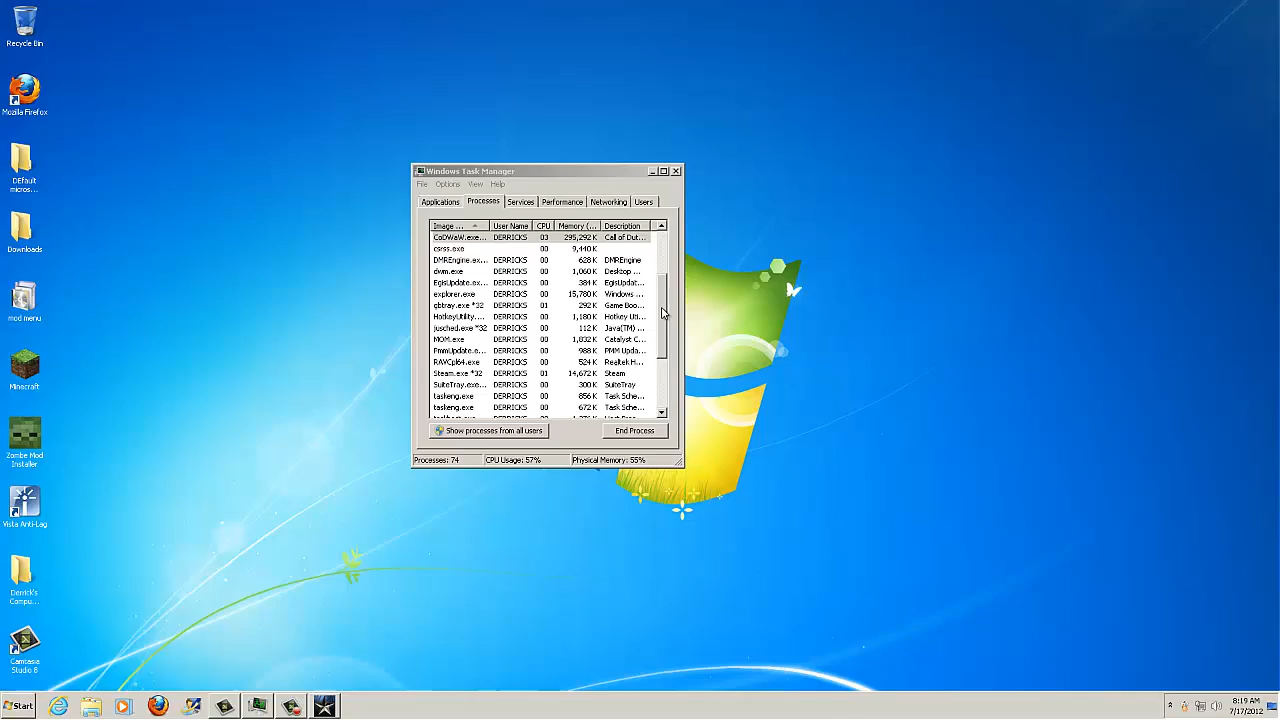 Recycle Bin
Mozilla Firefox
DEfault
micros...
Downloads
mod menu
Minecraft
Zombe Mod
Installer
Vista Anti-Lag
Derrick's
Compu...
Camtasia
Studio 8
Windows Task Manager
File Options View Help
Applications Processes Services Performance Networking Users
Image ... User Name CPU Memory (... Description
CoDWaW.exe... DERRICKS 03 295,292 K Call of Dut...
csrss.exe 00 9,440 K
DMREngine.ex... DERRICKS 00 628 K DMREngine
dwm.exe DERRICKS 00 1,060 K Desktop ...
EgisUpdate.ex... DERRICKS 00 384 K EgisUpdat...
explorer.exe DERRICKS 00 15,780 K Windows ...
gbtray.exe *32 DERRICKS 01 292 K Game Boo...
HotkeyUtility.... DERRICKS 00 1,180 K Hotkey Uti...
jusched.exe *32 DERRICKS 00 112 K Java(TM) ...
MOM.exe DERRICKS 00 1,832 K Catalyst C...
PmmUpdate.e... DERRICKS 00 988 K PMM Upda...
RAVCpl64.exe DERRICKS 00 524 K Realtek H...
Steam.exe *32 DERRICKS 01 14,672 K Steam
SuiteTray.exe... DERRICKS 00 300 K SuiteTray
taskeng.exe DERRICKS 00 856 K Task Sche...
taskeng.exe DERRICKS 00 672 K Task Sche...
Show processes from all users End Process
Processes: 74 CPU Usage: 57% Physical Memory: 55%
Start
8:19 AM
7/17/2012